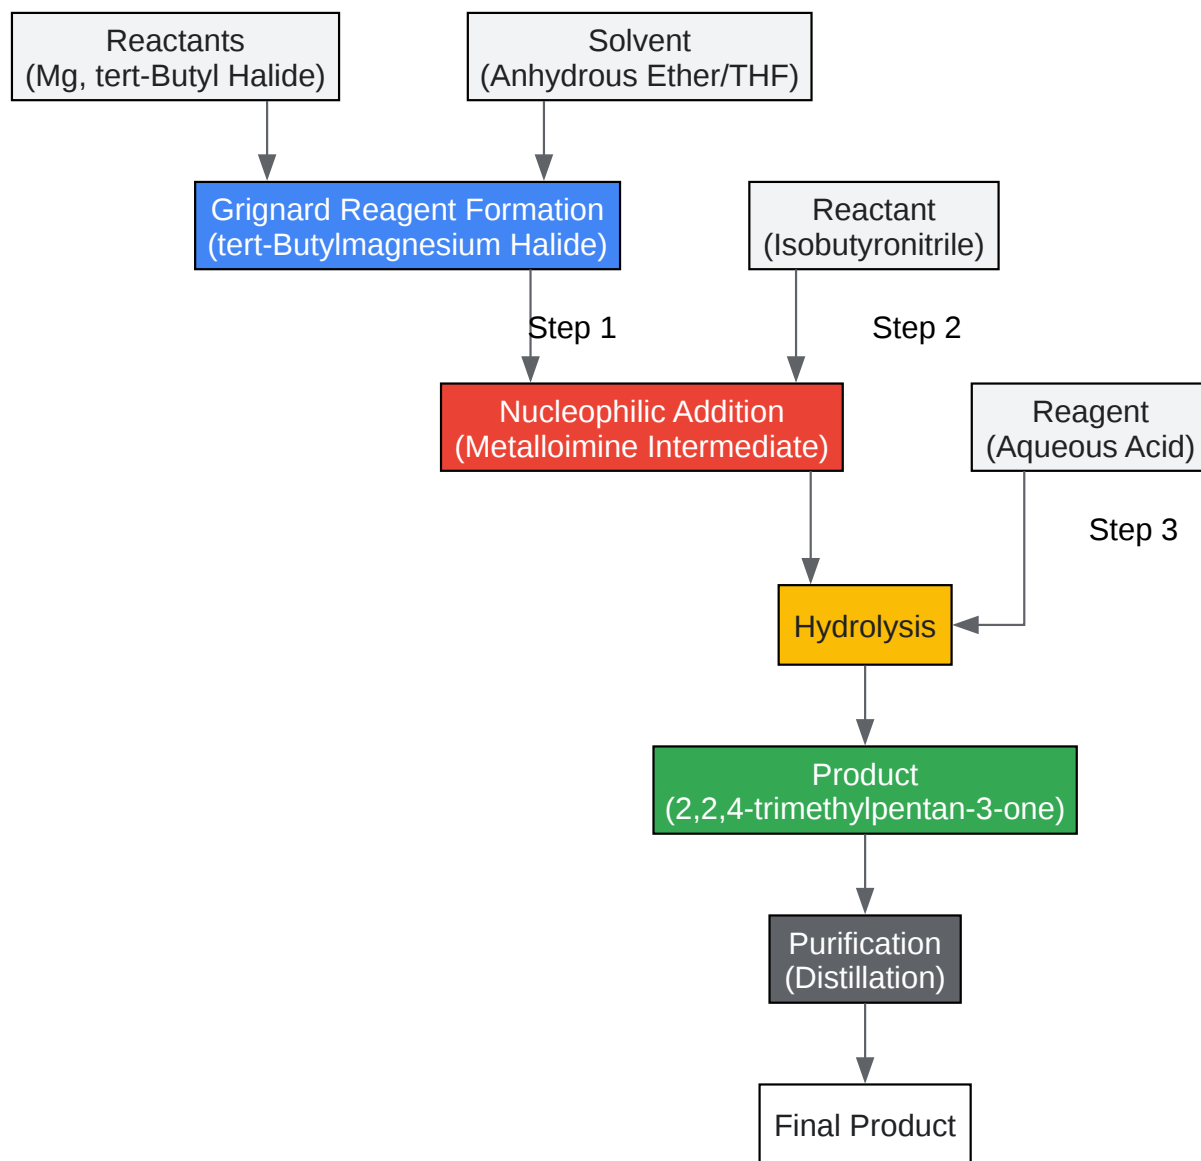 Reactants
(Mg, tert-Butyl Halide)
Solvent
(Anhydrous Ether/THF)
Grignard Reagent Formation
(tert-Butylmagnesium Halide)
Reactant
(Isobutyronitrile)
Step 1
Step 2
Nucleophilic Addition
(Metalloimine Intermediate)
Reagent
(Aqueous Acid)
Step 3
Hydrolysis
Product
(2,2,4-trimethylpentan-3-one)
Purification
(Distillation)
Final Product